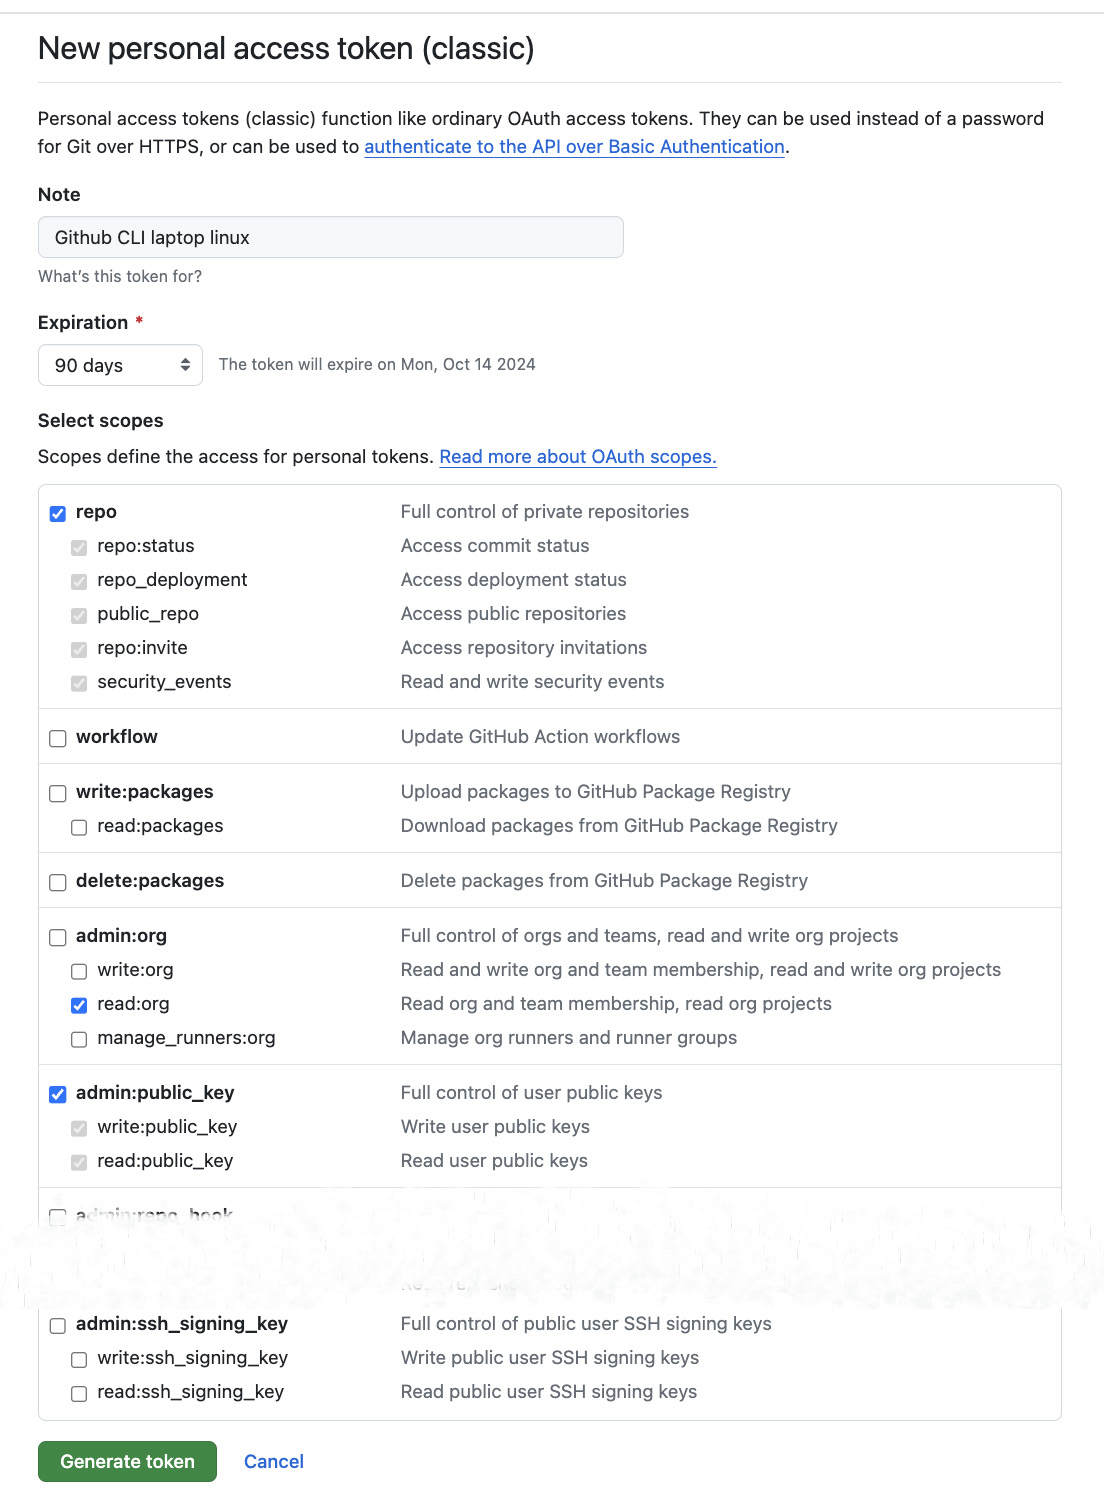 New personal access token (classic)
Personal access tokens (classic) function like ordinary OAuth access tokens. They can be used instead of a password
for Git over HTTPS, or can be used to authenticate to the API over Basic Authentication.
Note
Github CLI laptop linux
What's this token for?
Expiration *
90 days The token will expire on Mon, Oct 14 2024
Select scopes
Scopes define the access for personal tokens. Read more about OAuth scopes.
repo Full control of private repositories
repo:status Access commit status
repo_deployment Access deployment status
public_repo Access public repositories
repo:invite Access repository invitations
security_events Read and write security events
workflow Update GitHub Action workflows
write:packages Upload packages to GitHub Package Registry
read:packages Download packages from GitHub Package Registry
delete:packages Delete packages from GitHub Package Registry
admin:org Full control of orgs and teams, read and write org projects
write:org Read and write org and team membership, read and write org projects
read:org Read org and team membership, read org projects
manage_runners:org Manage org runners and runner groups
admin:public_key Full control of user public keys
write:public_key Write user public keys
read:public_key Read user public keys
admin:repo_hook
admin:ssh_signing_key Full control of public user SSH signing keys
write:ssh_signing_key Write public user SSH signing keys
read:ssh_signing_key Read public user SSH signing keys
Generate token Cancel